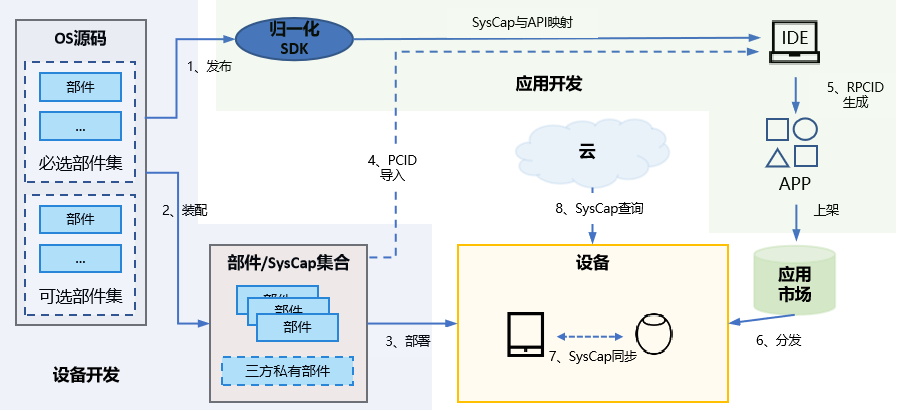 OS源码
部件
...
必选部件集
部件
...
可选部件集
设备开发
1、发布
2、装配
归一化
SDK
SysCap与API映射
应用开发
IDE
5、RPCID
生成
APP
上架
应用
市场
6、分发
4、PCID
导入
云
8、SysCap查询
部件/SysCap集合
部件
部件
部件
三方私有部件
3、部署
设备
7、SysCap同步